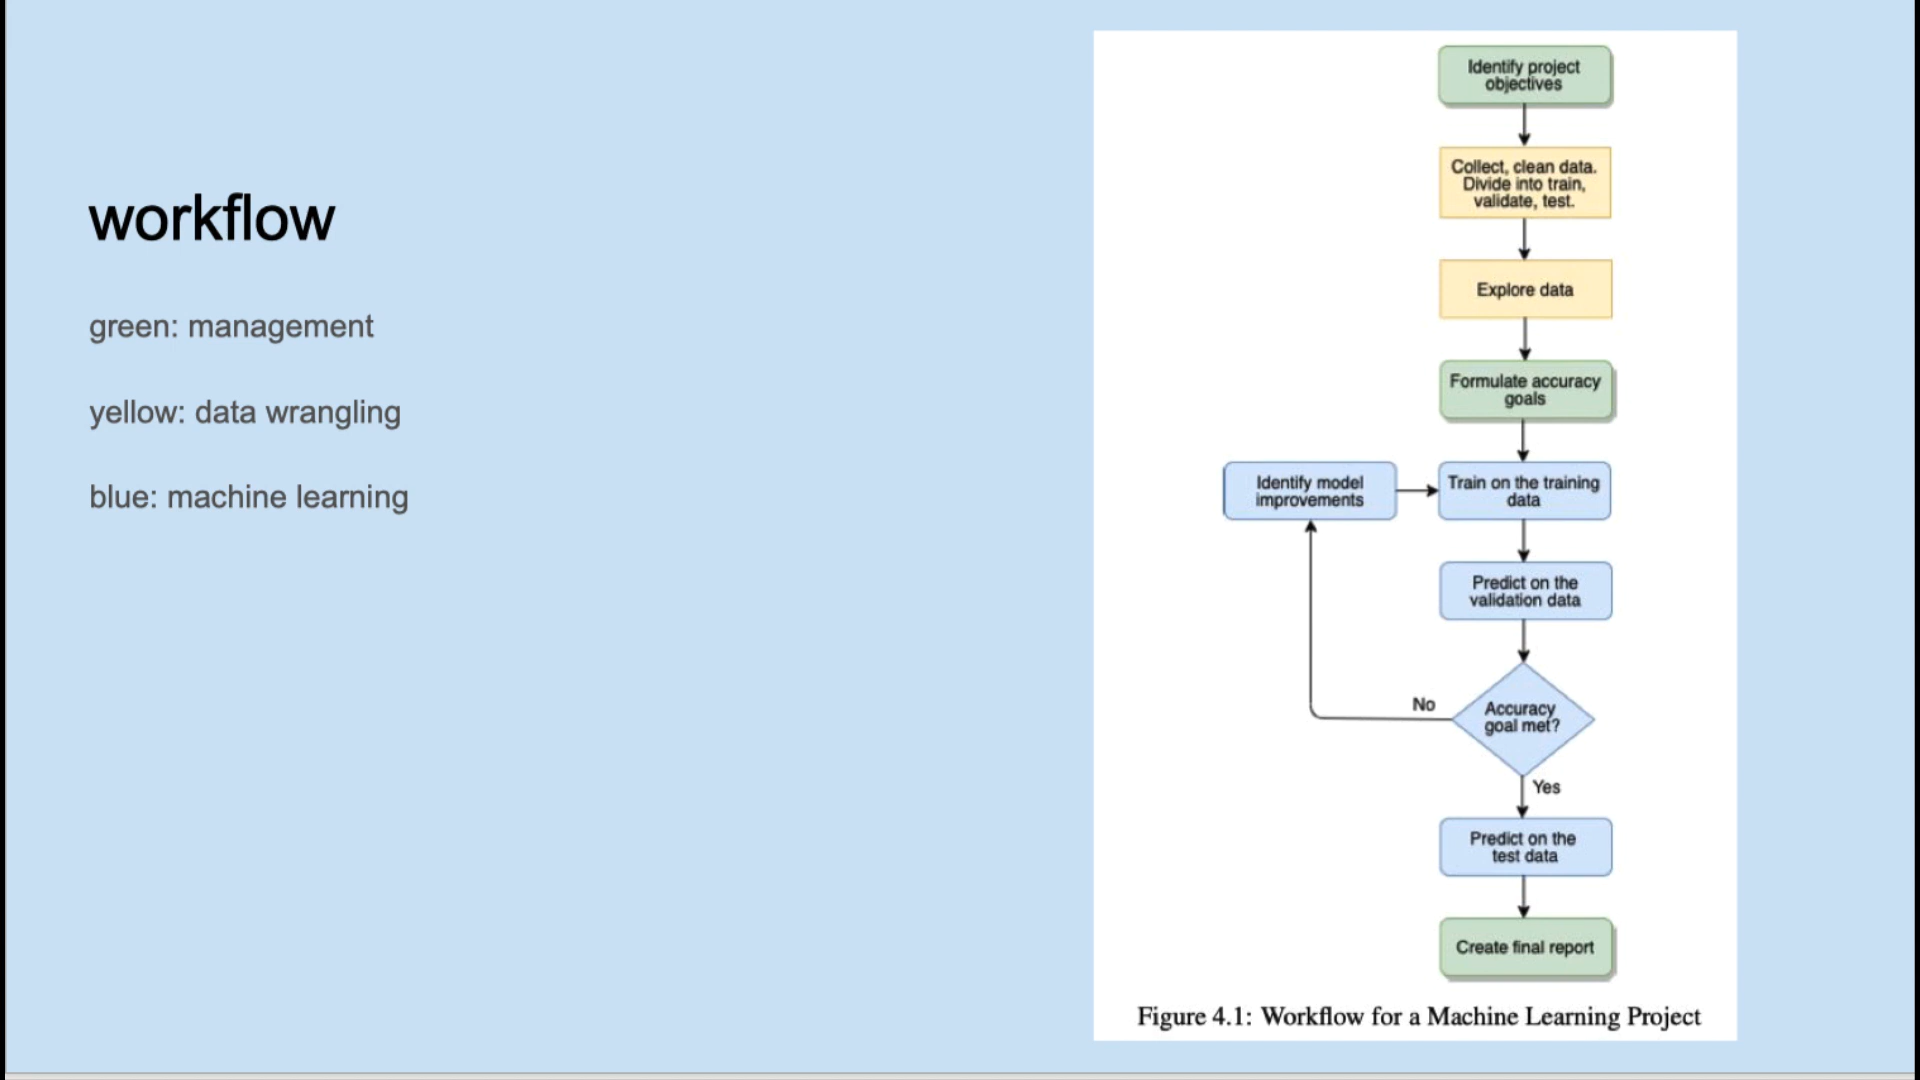 workflow
green: management
yellow: data wrangling
blue: machine learning
Identify project
objectives
Collect, clean data.
Divide into train,
validate, test.
Explore data
Formulate accuracy
goals
Identify model
improvements
Train on the training
data
Predict on the
validation data
Accuracy
goal met?
No
Yes
Predict on the
test data
Create final report
Figure 4.1: Workflow for a Machine Learning Project